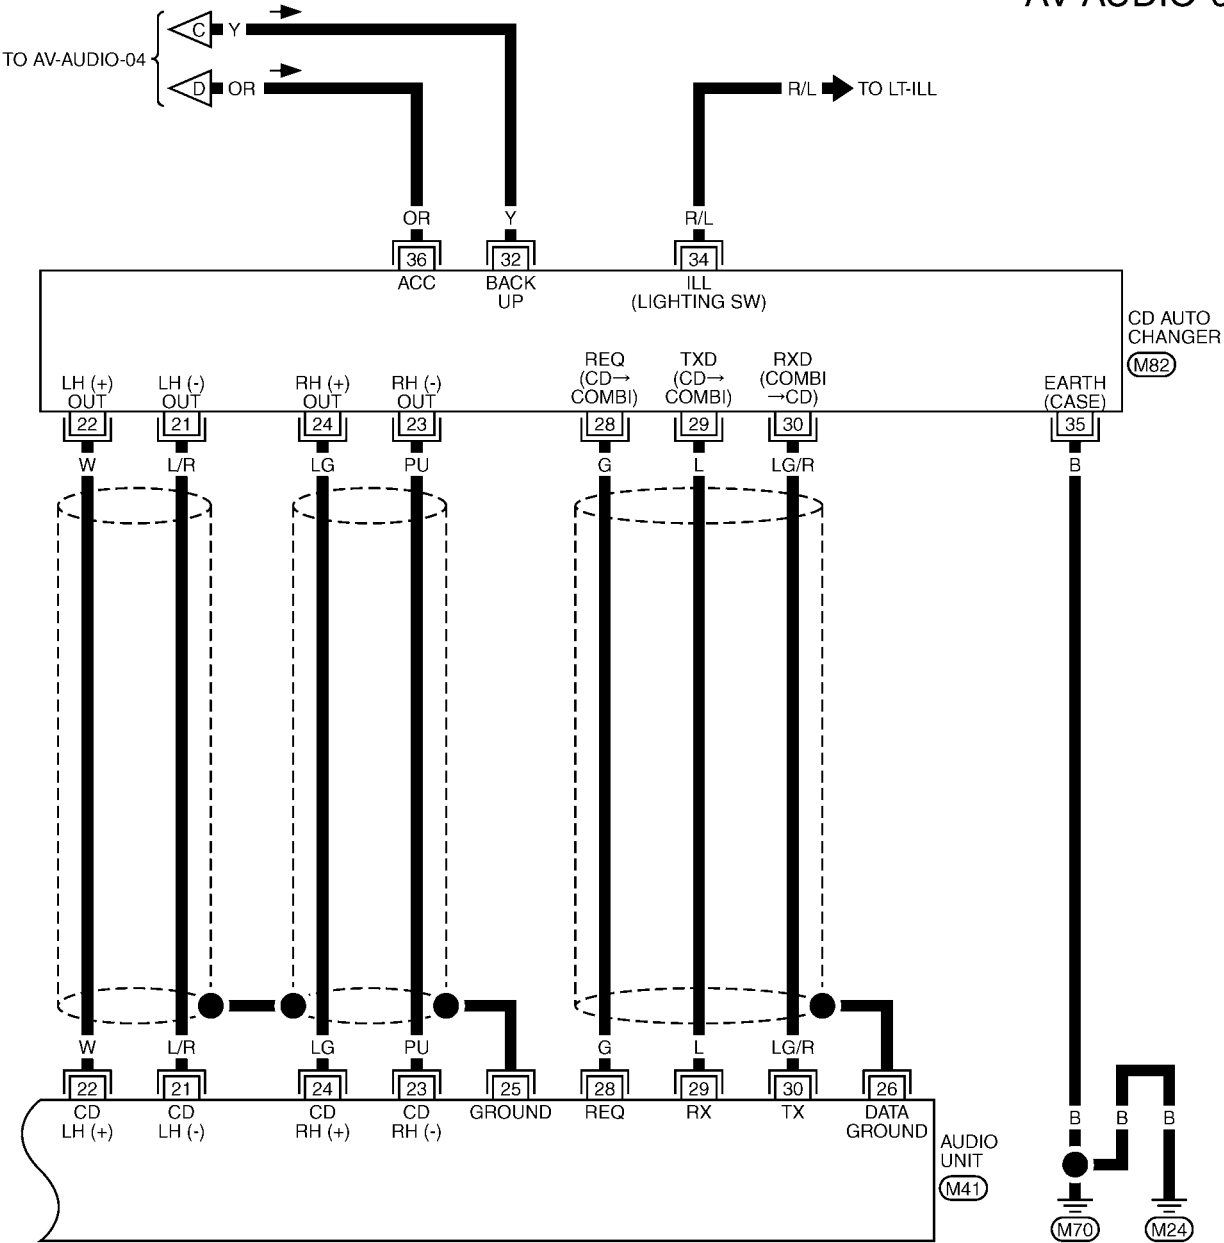 AV-AUDIO-0
C Y
TO AV-AUDIO-04
D OR
R/L TO LT-ILL
OR Y R/L
36 32 34
ACC
BACK
UP
ILL
(LIGHTING SW)
CD AUTO
CHANGER
M82
LH (+)
OUT
LH (-)
OUT
RH (+)
OUT
RH (-)
OUT
REQ
(CD→
COMBI)
TXD
(CD→
COMBI)
RXD
(COMBI
→CD)
EARTH
(CASE)
22 21 24 23 28 29 30 35
W L/R LG PU G L LG/R B
W L/R LG PU G L LG/R
22 21 24 23 25 28 29 30 26
CD
LH (+)
CD
LH (-)
CD
RH (+)
CD
RH (-)
GROUND
REQ
RX
TX
DATA
GROUND
AUDIO
UNIT
M41
B B B
M70 M24